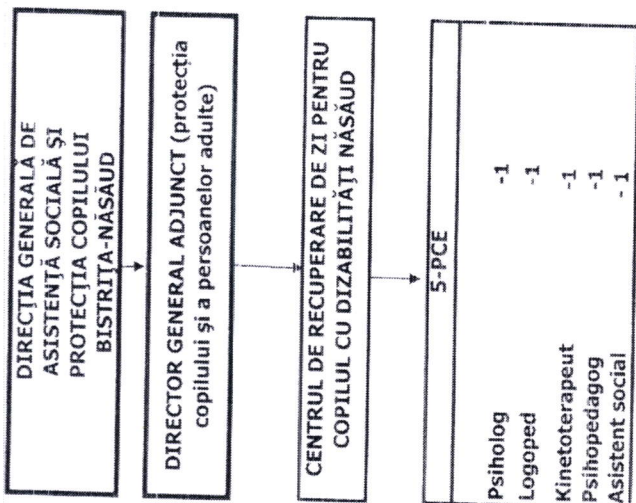 DIRECȚIA GENERALĂ DE
ASISTENȚĂ SOCIALĂ ȘI
PROTECȚIA COPILULUI
BISTRIȚA-NĂSĂUD
DIRECTOR GENERAL ADJUNCT (protecția
copilului și a persoanelor adulte)
CENTRUL DE RECUPERARE DE ZI PENTRU
COPILUL CU DIZABILITĂȚI NĂSĂUD
5-PCE
Psiholog -1
Logoped -1
Kinetoterapeut -1
Psihopedagog -1
Asistent social - 1